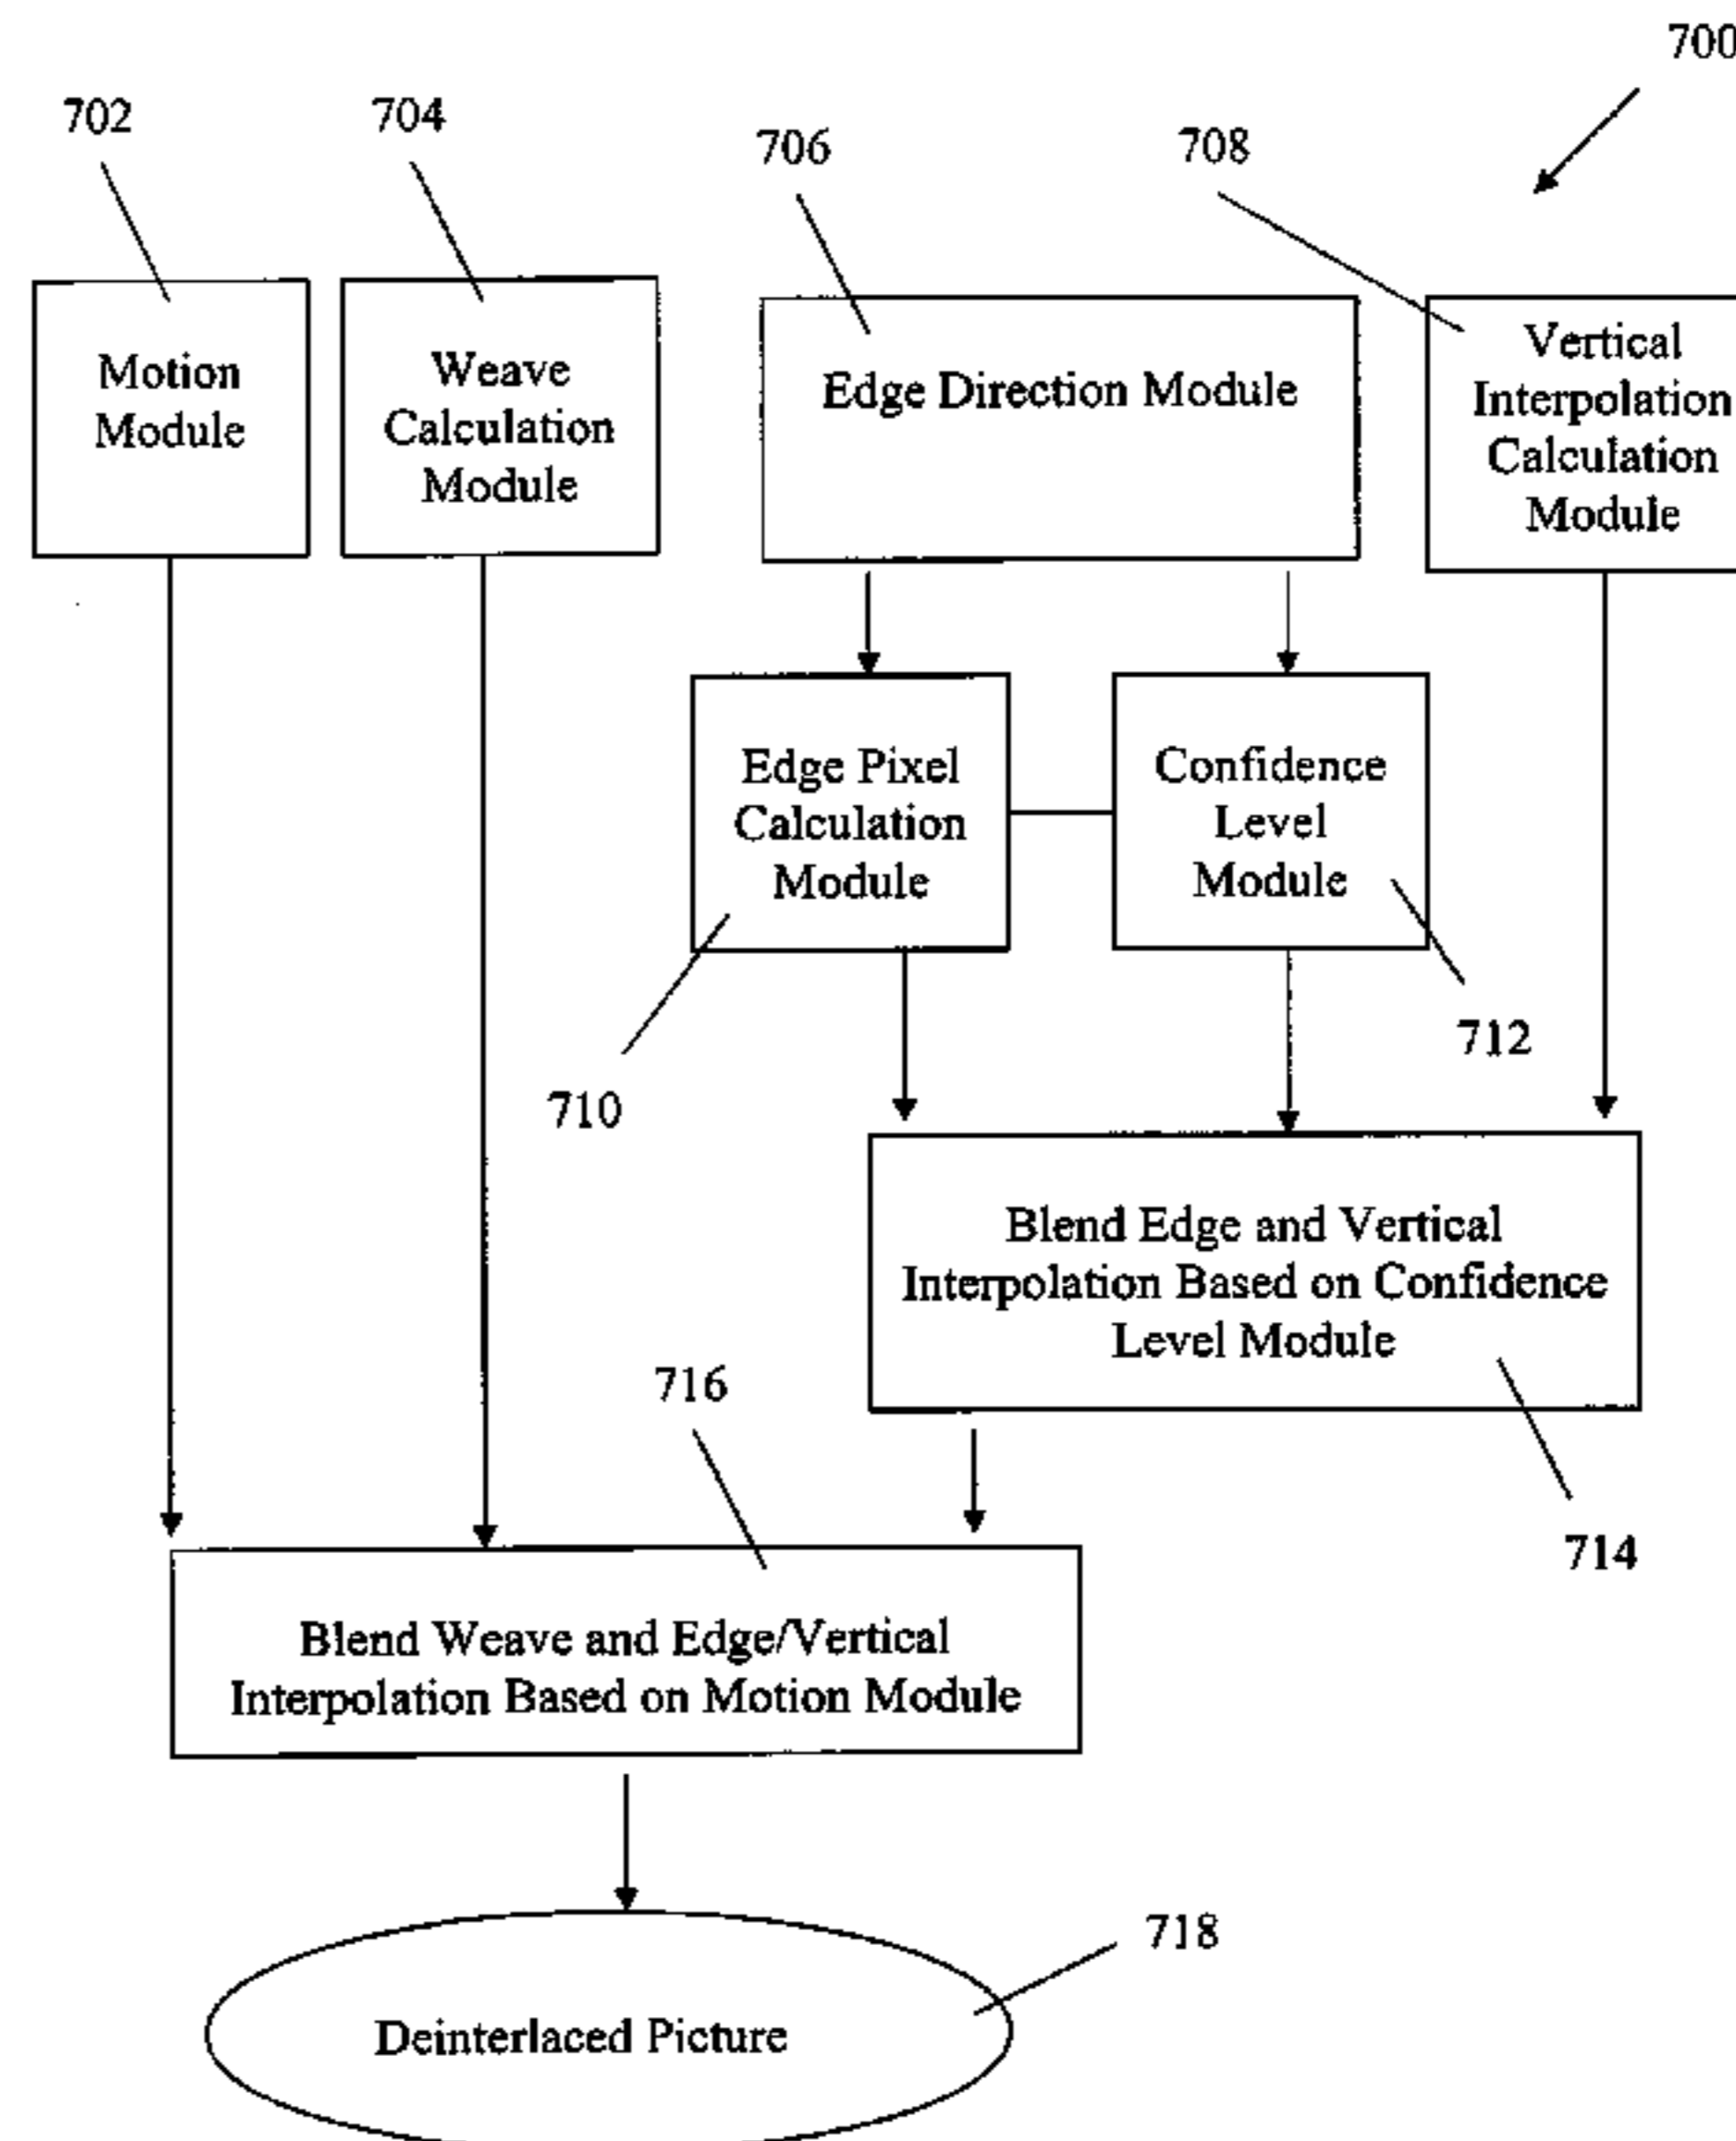 700
702
704
706
708
Motion
Module
Weave
Calculation
Module
Edge Direction Module
Vertical
Interpolation
Calculation
Module
Edge Pixel
Calculation
Module
Confidence
Level
Module
710
712
Blend Edge and Vertical
Interpolation Based on Confidence
Level Module
714
716
Blend Weave and Edge/Vertical
Interpolation Based on Motion Module
718
Deinterlaced Picture